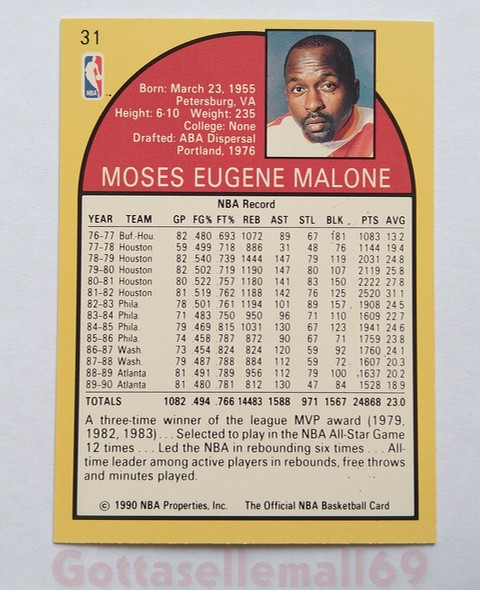 31
NBA
Born: March 23, 1955
Petersburg, VA
Height: 6-10 Weight: 235
College: None
Drafted: ABA Dispersal
Portland, 1976
MOSES EUGENE MALONE
NBA Record
YEAR TEAM GP FG% FT% REB AST STL BLK PTS AVG
76-77 Buf.-Hou. 82 .480 .693 1072 89 67 181 1083 13.2
77-78 Houston 59 .499 .718 886 31 48 76 1144 19.4
78-79 Houston 82 .540 .739 1444 147 79 119 2031 24.8
79-80 Houston 82 .502 .719 1190 147 80 107 2119 25.8
80-81 Houston 80 .522 .757 1180 141 83 150 2222 27.8
81-82 Houston 81 .519 .762 1188 142 76 125 2520 31.1
82-83 Phila. 78 .501 .761 1194 101 89 157 1908 24.5
83-84 Phila. 71 .483 .750 950 96 71 110 1609 22.7
84-85 Phila. 79 .469 .815 1031 130 67 123 1941 24.6
85-86 Phila. 74 .458 .787 872 90 67 71 1759 23.8
86-87 Wash. 73 .454 .824 824 120 59 92 1760 24.1
87-88 Wash. 79 .487 .788 884 112 59 72 1607 20.3
88-89 Atlanta 81 .491 .789 956 112 79 100 1637 20.2
89-90 Atlanta 81 .480 .781 812 130 47 84 1528 18.9
TOTALS 1082 .494 .766 14483 1588 971 1567 24868 23.0
A three-time winner of the league MVP award (1979,
1982, 1983) . . . Selected to play in the NBA All-Star Game
12 times . . . Led the NBA in rebounding six times . . . All-
time leader among active players in rebounds, free throws
and minutes played.
© 1990 NBA Properties, Inc. The Official NBA Basketball Card
Gottasellemall69